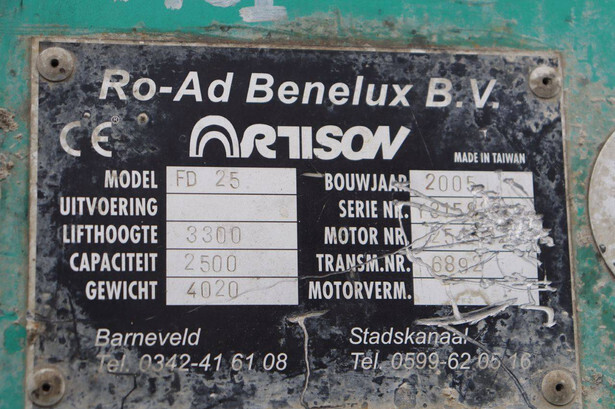 Ro-Ad Benelux B.V.
CE ARTISON
MADE IN TAIWAN
MODEL FD 25 BOUWJAAR 2005
UITVOERING SERIE NR.
LIFTHOOGTE 3300 MOTOR NR
CAPACITEIT 2500 TRANSM.NR.
GEWICHT 4020 MOTORVERM.
Barneveld Stadskanaal
Tel. 0342-41 61 08 Tel. 0599-62 05 16